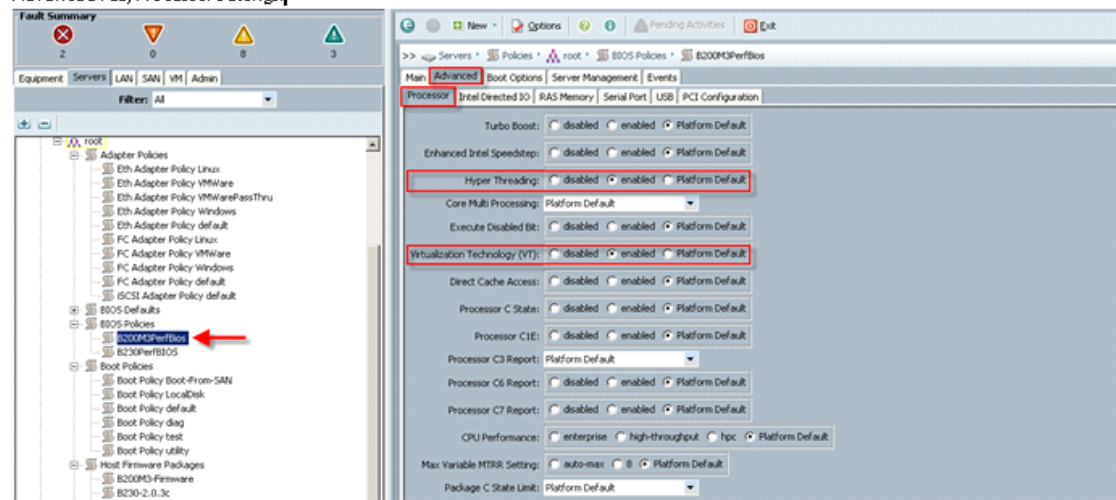 Fault Summary
2 0 8 3
Equipment Servers LAN SAN VM Admin
Filter: All
root
Adapter Policies
Eth Adapter Policy Linux
Eth Adapter Policy VMWare
Eth Adapter Policy VMWarePassThru
Eth Adapter Policy Windows
Eth Adapter Policy default
FC Adapter Policy Linux
FC Adapter Policy VMWare
FC Adapter Policy Windows
FC Adapter Policy default
iSCSI Adapter Policy default
BIOS Defaults
BIOS Policies
B200M3PerfBios
B230PerfBIOS
Boot Policies
Boot Policy Boot-From-SAN
Boot Policy LocalDisk
Boot Policy default
Boot Policy diag
Boot Policy test
Boot Policy utility
Host Firmware Packages
B200M3-Firmware
B230-2.0.3c
New Options Pending Activities Exit
>> Servers Policies root BIOS Policies B200M3PerfBios
Main Advanced Boot Options Server Management Events
Processor Intel Directed IO RAS Memory Serial Port USB PCI Configuration
Turbo Boost: disabled enabled Platform Default
Enhanced Intel Speedstep: disabled enabled Platform Default
Hyper Threading: disabled enabled Platform Default
Core Multi Processing: Platform Default
Execute Disabled Bit: disabled enabled Platform Default
Virtualization Technology (VT): disabled enabled Platform Default
Direct Cache Access: disabled enabled Platform Default
Processor C State: disabled enabled Platform Default
Processor C1E: disabled enabled Platform Default
Processor C3 Report: Platform Default
Processor C6 Report: disabled enabled Platform Default
Processor C7 Report: disabled enabled Platform Default
CPU Performance: enterprise high-throughput hpc Platform Default
Max Variable MTRR Setting: auto-max 8 Platform Default
Package C State Limit: Platform Default